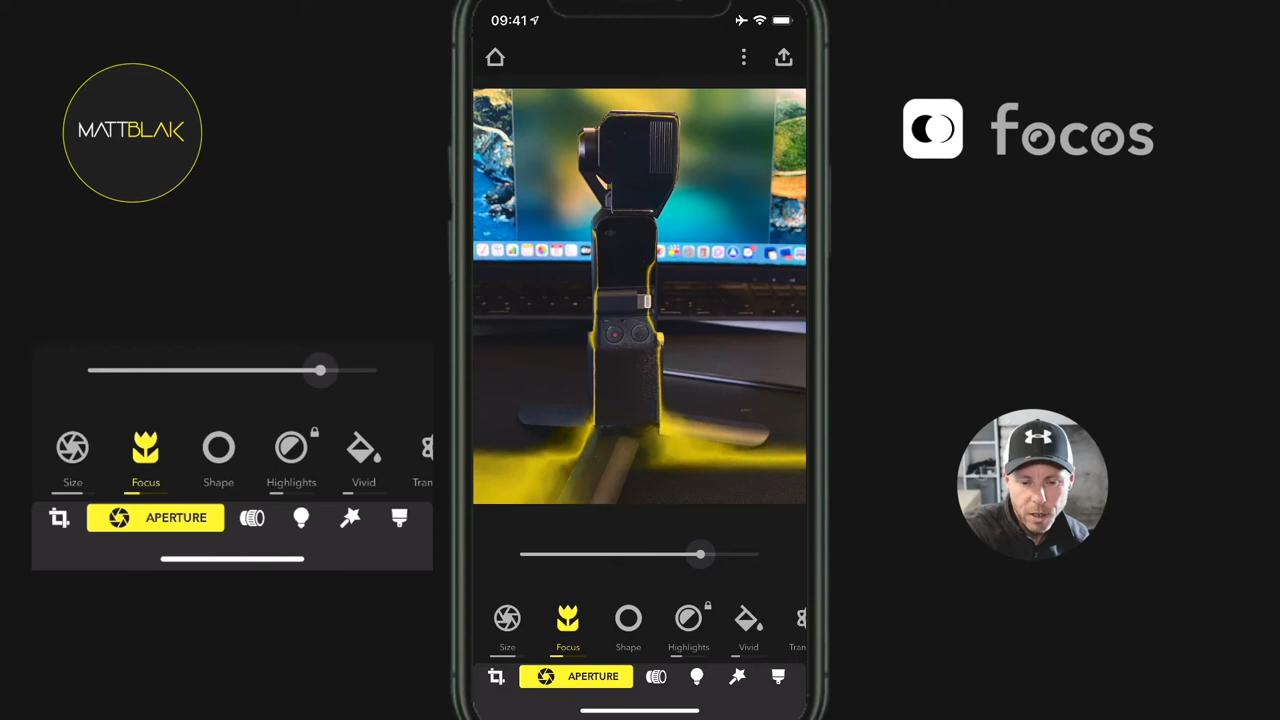 09:41
MATTBLAK
focos
Size
Focus
Shape
Highlights
Vivid
Tran
APERTURE
Size
Focus
Shape
Highlights
Vivid
Tran
APERTURE